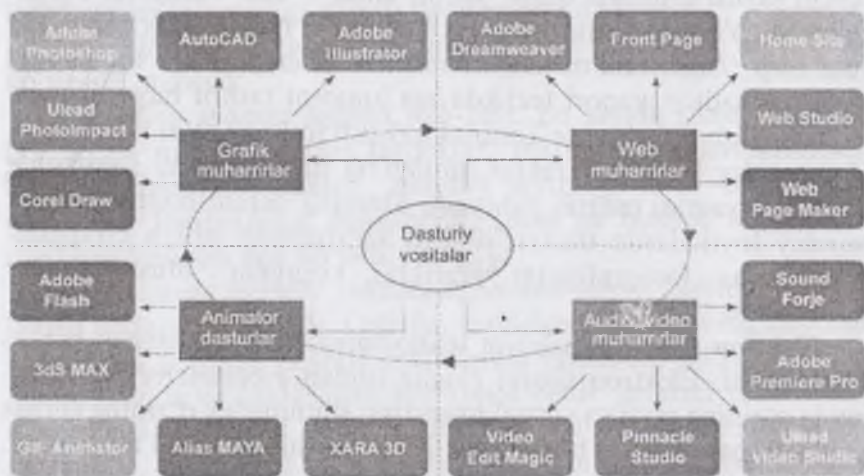 Adobe
Photoshop
AutoCAD
Adobe
Illustrator
Adobe
Dreamweaver
Front Page
Home Site
Ulead
PhotoImpact
Grafik
muharrirlar
Web
muharrirlar
Web Studio
Corel Draw
Web
Page Maker
Dasturiy
vositalar
Adobe
Flash
Animator
dasturlar
Audio video
muharrirlar
Sound
Forje
3dS MAX
Adobe
Premiere Pro
Gif- Animator
Alias MAYA
XARA 3D
Video
Edit Magic
Pinnacle
Studio
Ulead
Video Studio